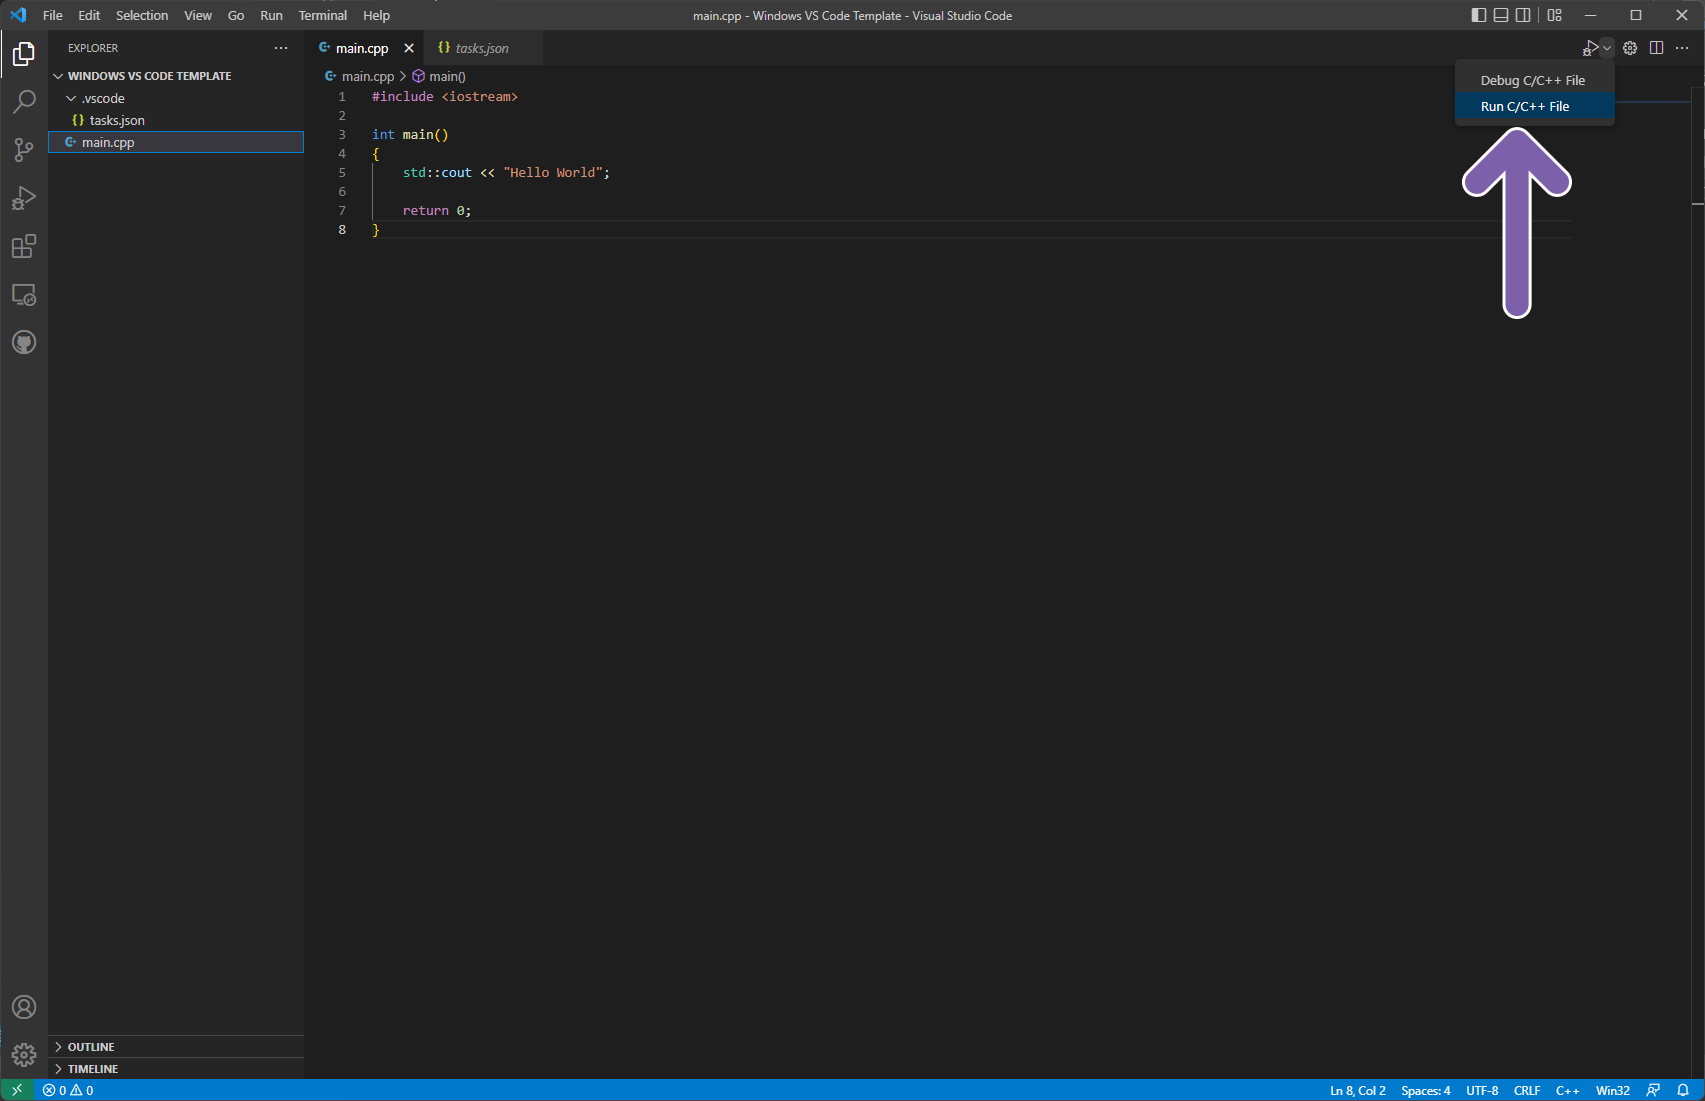 File Edit Selection View Go Run Terminal Help
main.cpp - Windows VS Code Template - Visual Studio Code
EXPLORER
WINDOWS VS CODE TEMPLATE
.vscode
tasks.json
main.cpp
main.cpp
tasks.json
main.cpp > main()
1 #include <iostream>
2
3 int main()
4 {
5 std::cout << "Hello World";
6
7 return 0;
8 }
Debug C/C++ File
Run C/C++ File
OUTLINE
TIMELINE
0 0
Ln 8, Col 2 Spaces: 4 UTF-8 CRLF C++ Win32